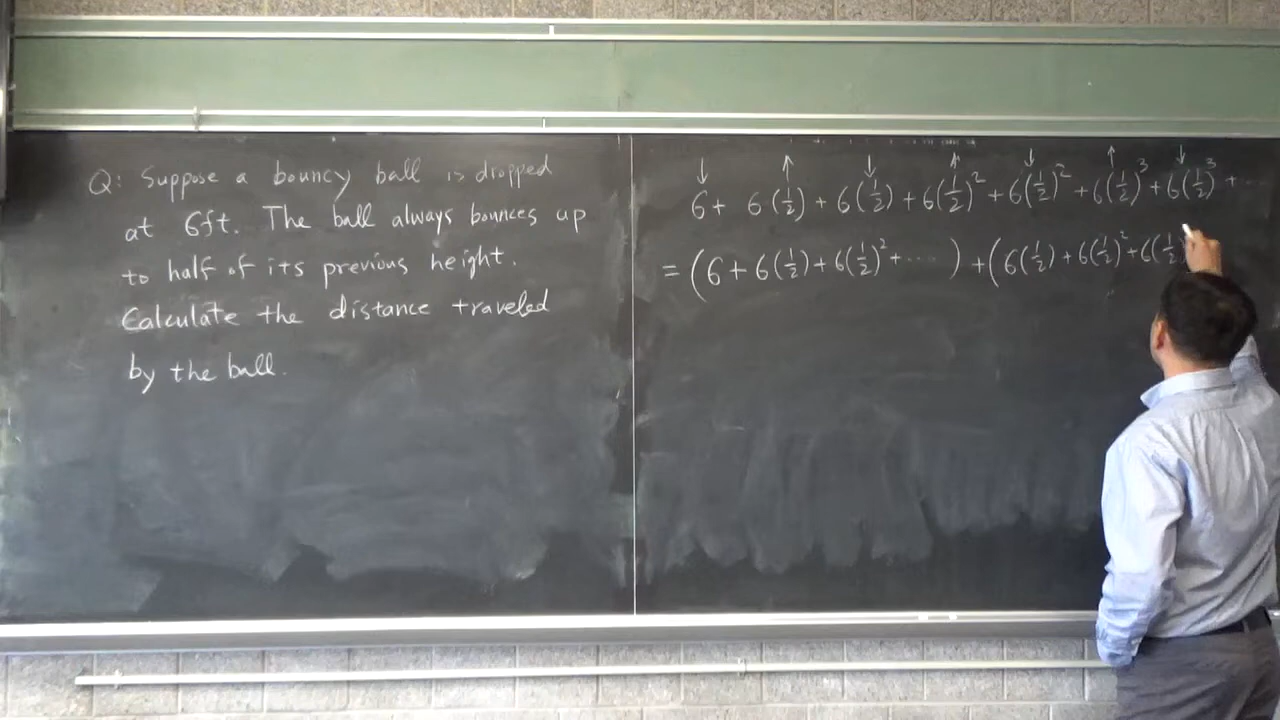 Q: Suppose a bouncy ball is dropped
at 6ft. The ball always bounces up
to half of its previous height.
Calculate the distance traveled
by the ball.
↓ ↑ ↓ ↑ ↓ ↑ ↓
6 + 6(1/2) + 6(1/2) + 6(1/2)² + 6(1/2)² + 6(1/2)³ + 6(1/2)³ + ...
= (6 + 6(1/2) + 6(1/2)² + ...) + (6(1/2) + 6(1/2)² + 6(1/2)